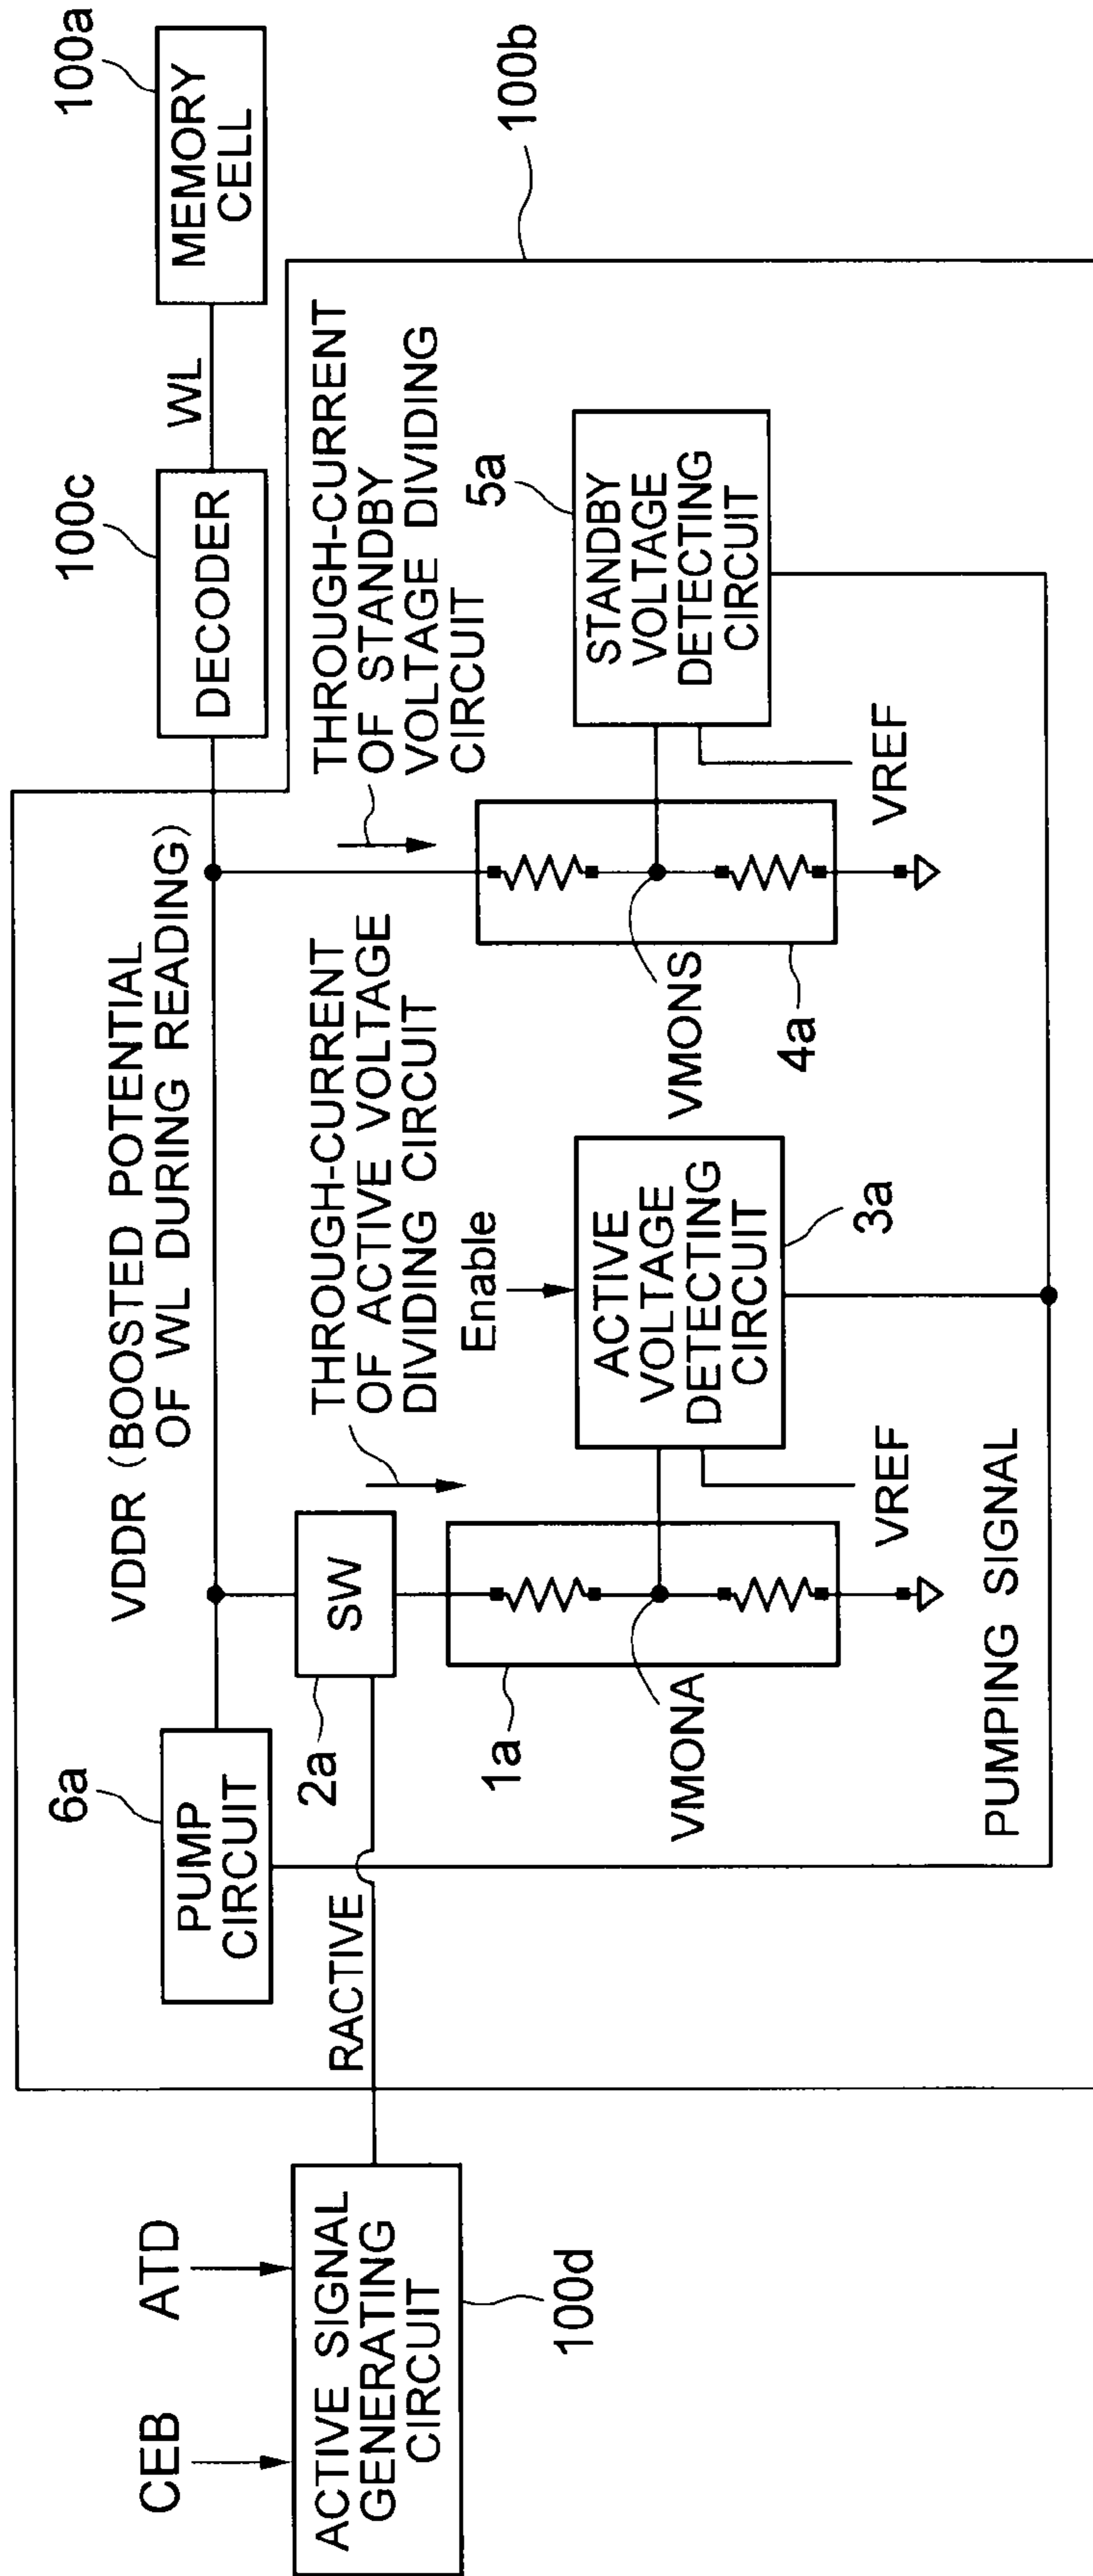 CEB
ATD
ACTIVE SIGNAL
GENERATING
CIRCUIT
100d
RACTIVE
6a
PUMP
CIRCUIT
VDDR (BOOSTED POTENTIAL
OF WL DURING READING)
100c
DECODER
WL
100a
MEMORY
CELL
2a
SW
THROUGH-CURRENT
OF ACTIVE VOLTAGE
DIVIDING CIRCUIT
THROUGH-CURRENT
OF STANDBY
VOLTAGE DIVIDING
CIRCUIT
100b
1a
VMONA
Enable
ACTIVE
VOLTAGE
DETECTING
CIRCUIT
3a
VREF
VMONS
4a
5a
STANDBY
VOLTAGE
DETECTING
CIRCUIT
VREF
PUMPING SIGNAL